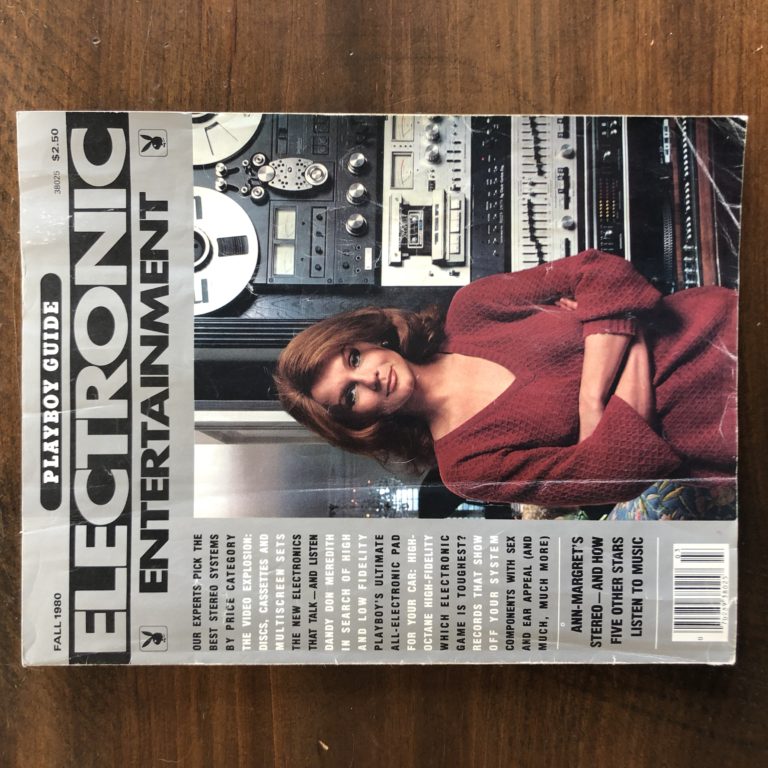 FALL 1980
38025 $2.50
PLAYBOY GUIDE
ELECTRONIC
ENTERTAINMENT
OUR EXPERTS PICK THE
BEST STEREO SYSTEMS
BY PRICE CATEGORY
THE VIDEO EXPLOSION:
DISCS, CASSETTES AND
MULTISCREEN SETS
THE NEW ELECTRONICS
THAT TALK—AND LISTEN
DANDY DON MEREDITH
IN SEARCH OF HIGH
AND LOW FIDELITY
PLAYBOY'S ULTIMATE
ALL-ELECTRONIC PAD
FOR YOUR CAR: HIGH-
OCTANE HIGH-FIDELITY
WHICH ELECTRONIC
GAME IS TOUGHEST?
RECORDS THAT SHOW
OFF YOUR SYSTEM
COMPONENTS WITH SEX
AND EAR APPEAL (AND
MUCH, MUCH MORE)
ANN-MARGRET'S
STEREO—AND HOW
FIVE OTHER STARS
LISTEN TO MUSIC